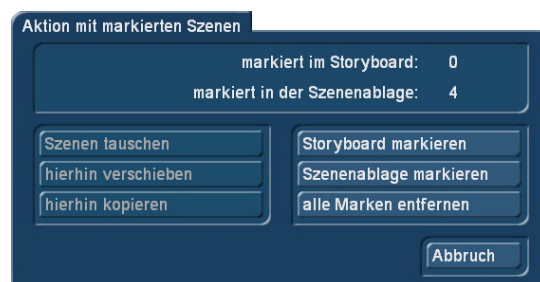 Aktion mit markierten Szenen
markiert im Storyboard: 0
markiert in der Szenenablage: 4
Szenen tauschen
hierhin verschieben
hierhin kopieren
Storyboard markieren
Szenenablage markieren
alle Marken entfernen
Abbruch